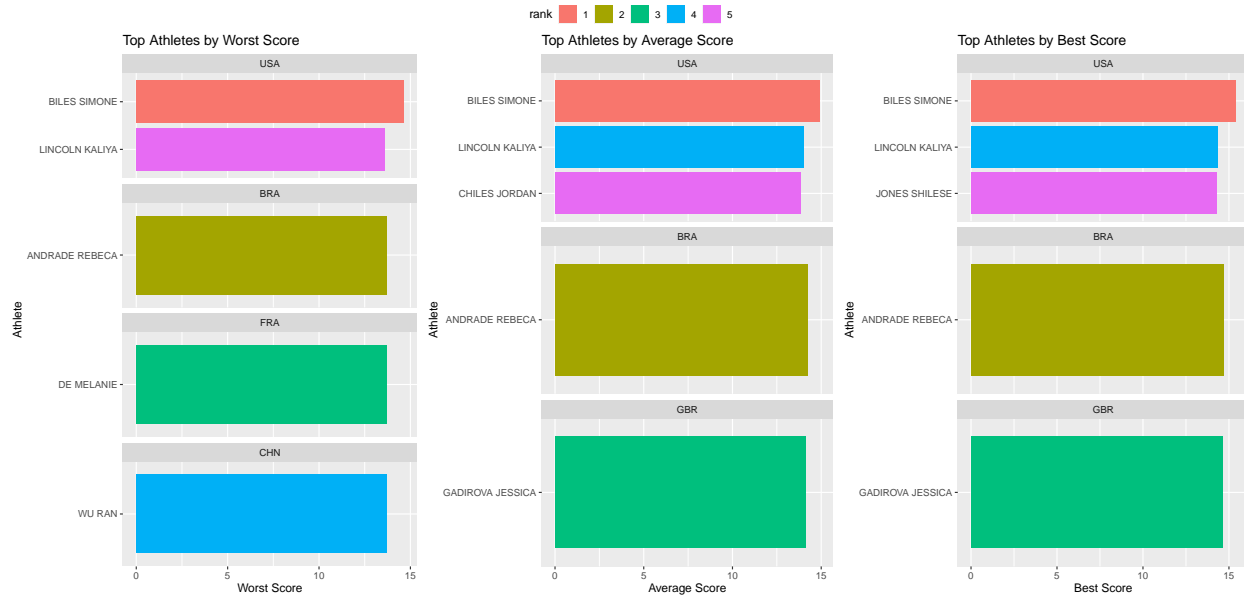 rank 1 2 3 4 5
Top Athletes by Worst Score
USA
BILES SIMONE
LINCOLN KALIYA
BRA
ANDRADE REBECA
FRA
DE MELANIE
CHN
WU RAN
Athlete
0 5 10 15
Worst Score
Top Athletes by Average Score
USA
BILES SIMONE
LINCOLN KALIYA
CHILES JORDAN
BRA
ANDRADE REBECA
GBR
GADIROVA JESSICA
Athlete
0 5 10 15
Average Score
Top Athletes by Best Score
USA
BILES SIMONE
LINCOLN KALIYA
JONES SHILESE
BRA
ANDRADE REBECA
GBR
GADIROVA JESSICA
Athlete
0 5 10 15
Best Score